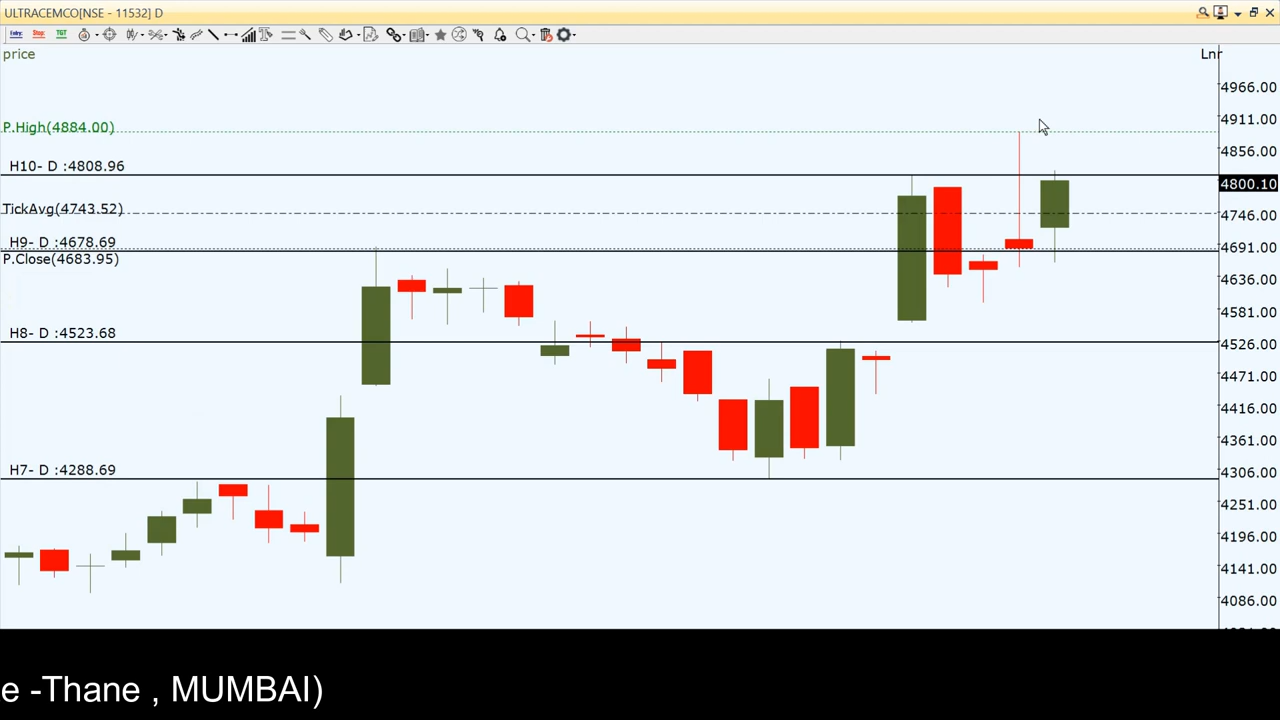 ULTRACEMCO[NSE - 11532] D
Entry: Stop: TGT
price
Lnr
P.High(4884.00)
H10- D :4808.96
TickAvg(4743.52)
H9- D :4678.69
P.Close(4683.95)
H8- D :4523.68
H7- D :4288.69
4966.00
4911.00
4856.00
4800.10
4746.00
4691.00
4636.00
4581.00
4526.00
4471.00
4416.00
4361.00
4306.00
4251.00
4196.00
4141.00
4086.00
e -Thane , MUMBAI)